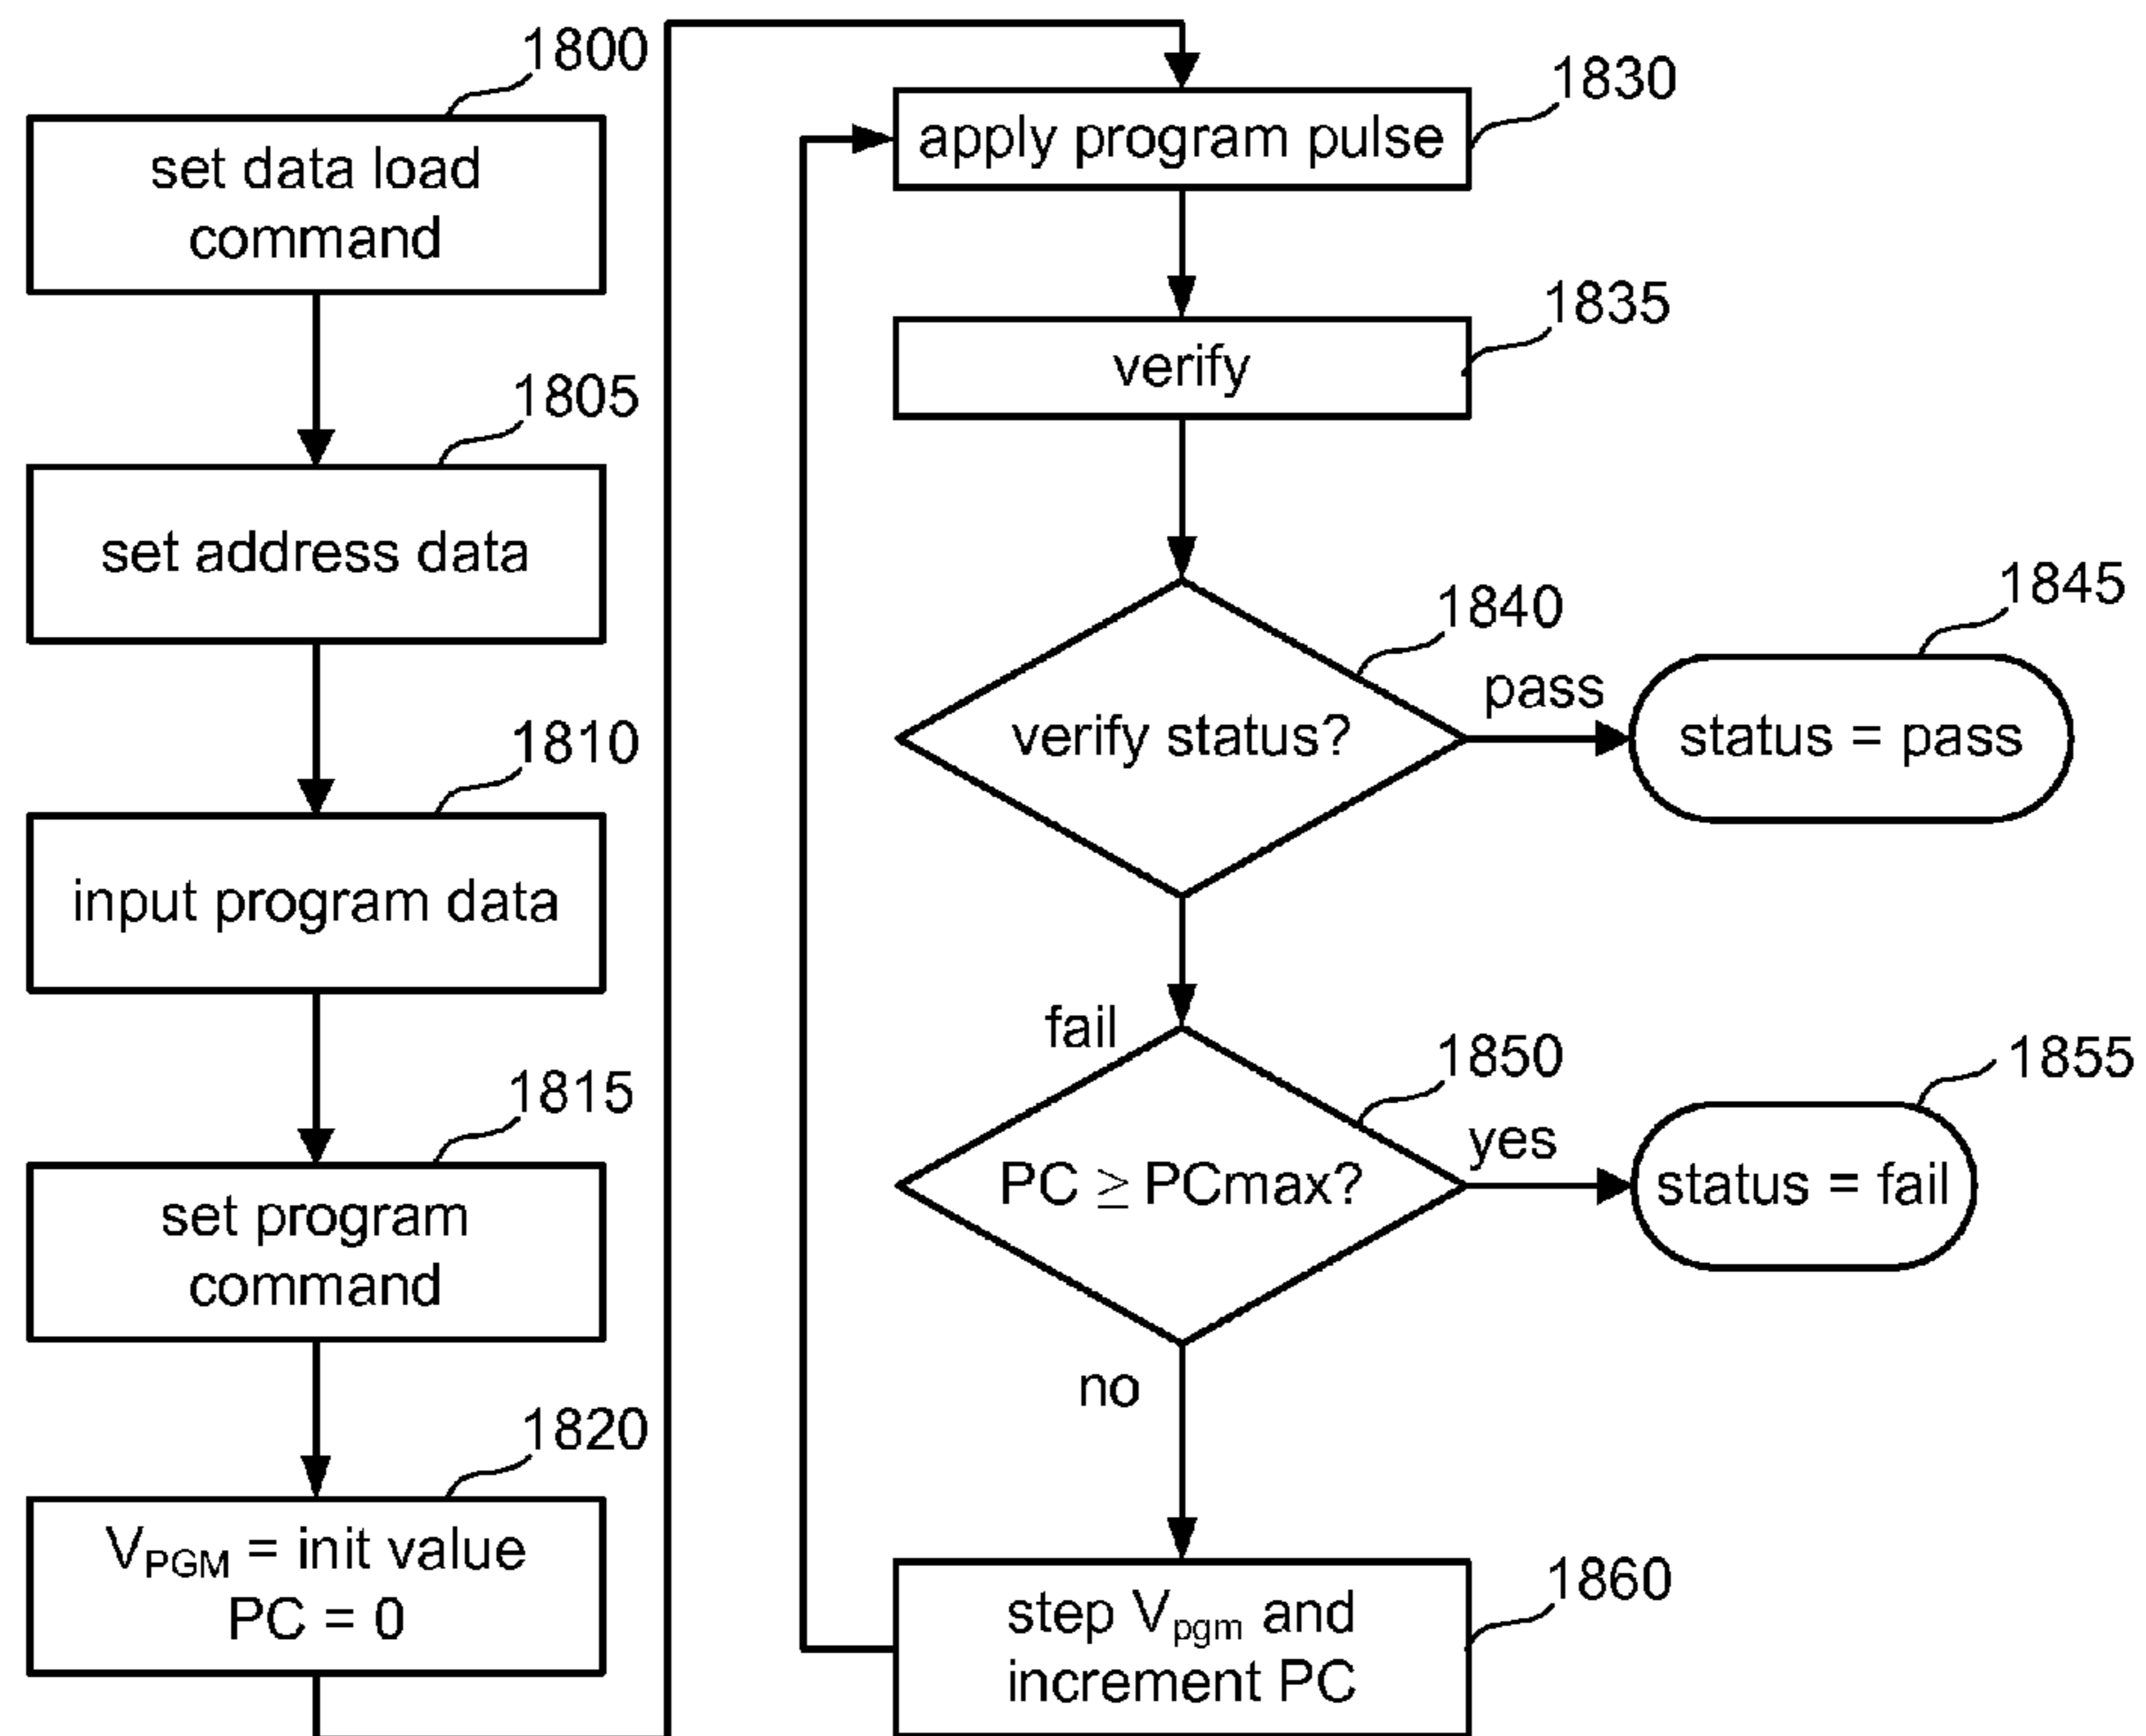 1800
set data load
command
1805
set address data
1810
input program data
1815
set program
command
1820
VPGM = init value
PC = 0
1830
apply program pulse
1835
verify
1840
verify status?
pass
1845
status = pass
fail
1850
PC ≥ PCmax?
yes
1855
status = fail
no
1860
step Vpgm and
increment PC